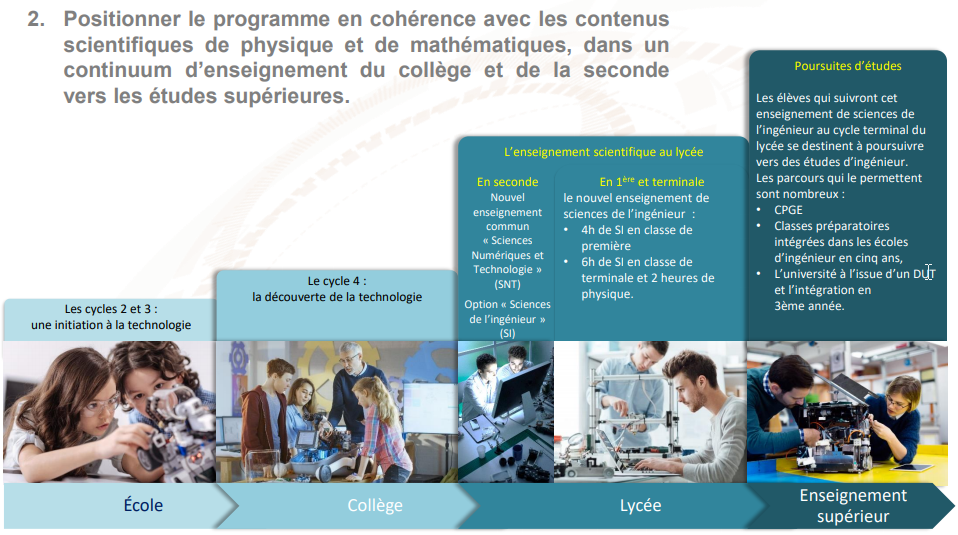 2. Positionner le programme en cohérence avec les contenus
scientifiques de physique et de mathématiques, dans un
continuum d'enseignement du collège et de la seconde
vers les études supérieures.
Les cycles 2 et 3 :
une initiation à la technologie
Le cycle 4 :
la découverte de la technologie
L'enseignement scientifique au lycée
En seconde
Nouvel
enseignement
commun
« Sciences
Numériques et
Technologie »
(SNT)
Option « Sciences
de l'ingénieur »
(SI)
En 1ère et terminale
le nouvel enseignement de
sciences de l'ingénieur :
• 4h de SI en classe de
première
• 6h de SI en classe de
terminale et 2 heures de
physique.
Poursuites d'études
Les élèves qui suivront cet
enseignement de sciences de
l'ingénieur au cycle terminal du
lycée se destinent à poursuivre
vers des études d'ingénieur.
Les parcours qui le permettent
sont nombreux :
• CPGE
• Classes préparatoires
intégrées dans les écoles
d'ingénieur en cinq ans,
• L'université à l'issue d'un DUT
et l'intégration en
3ème année.
École
Collège
Lycée
Enseignement
supérieur